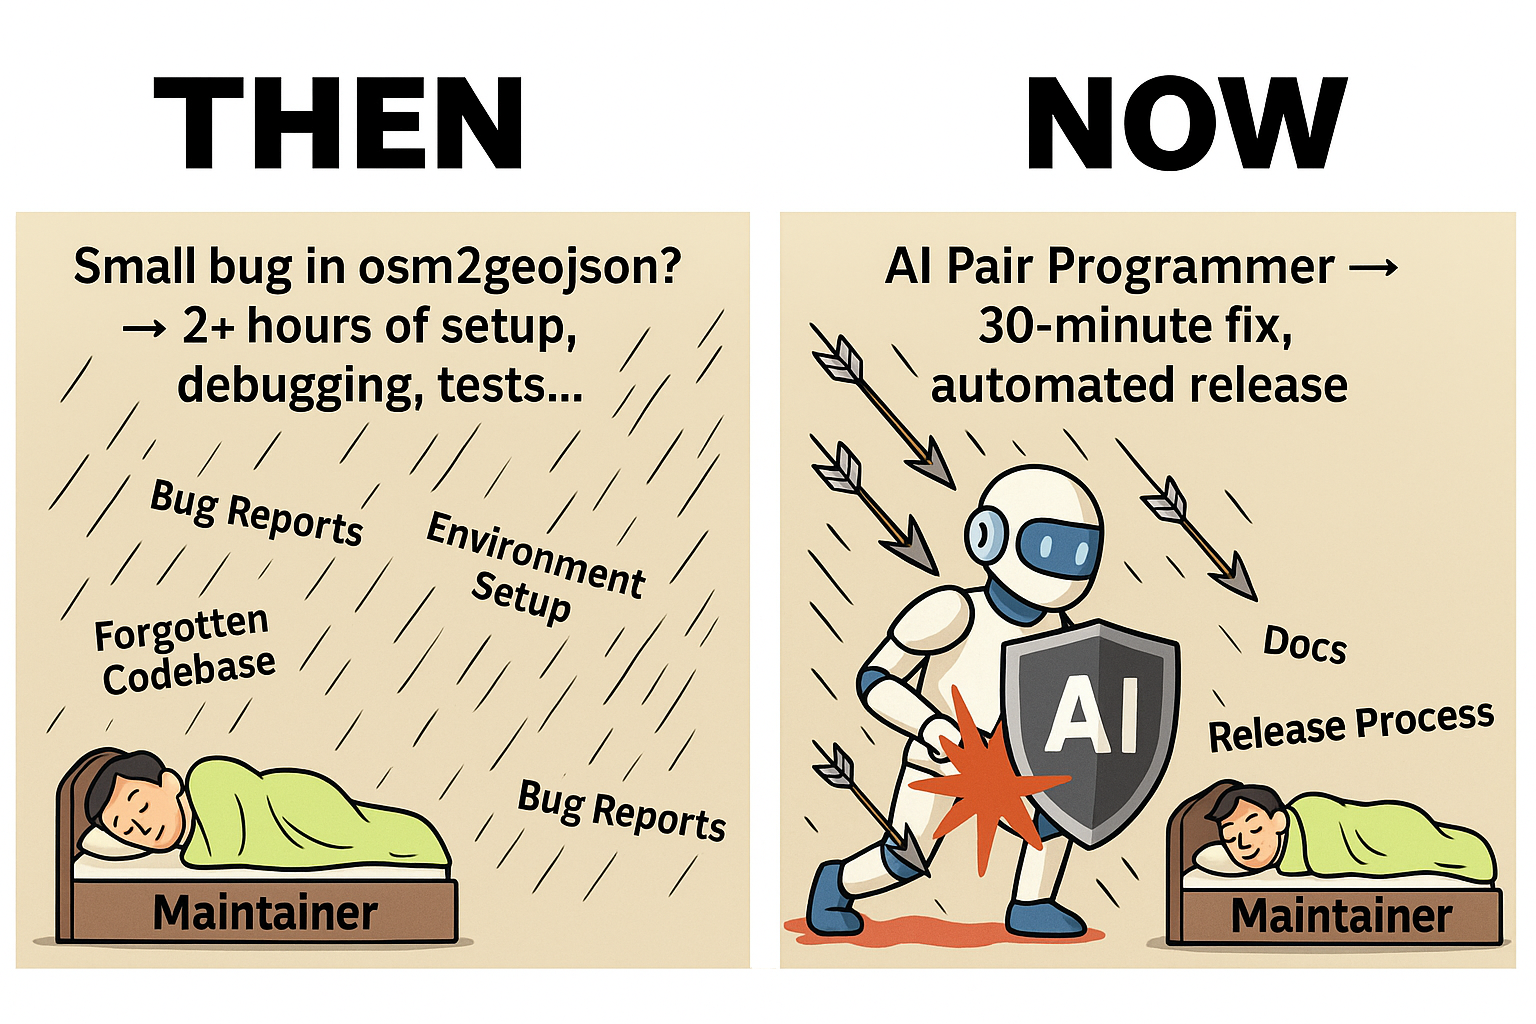 THEN
Small bug in osm2geojson?
→ 2+ hours of setup,
debugging, tests...
Bug Reports
Environment
Setup
Forgotten
Codebase
Bug Reports
Maintainer
NOW
AI Pair Programmer →
30-minute fix,
automated release
AI
Docs
Release Process
Maintainer